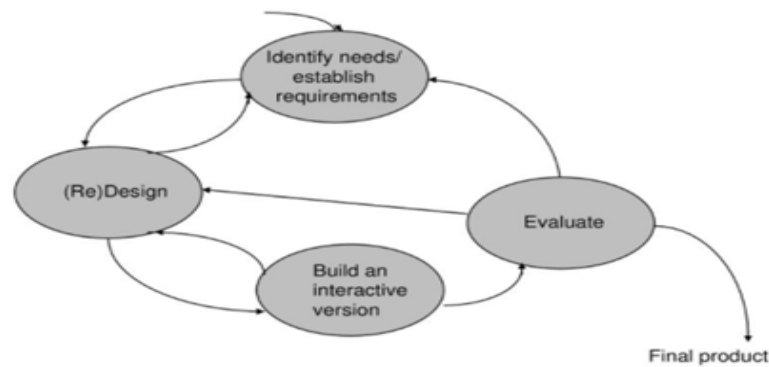 Identify needs/
establish
requirements
(Re)Design
Evaluate
Build an
interactive
version
Final product